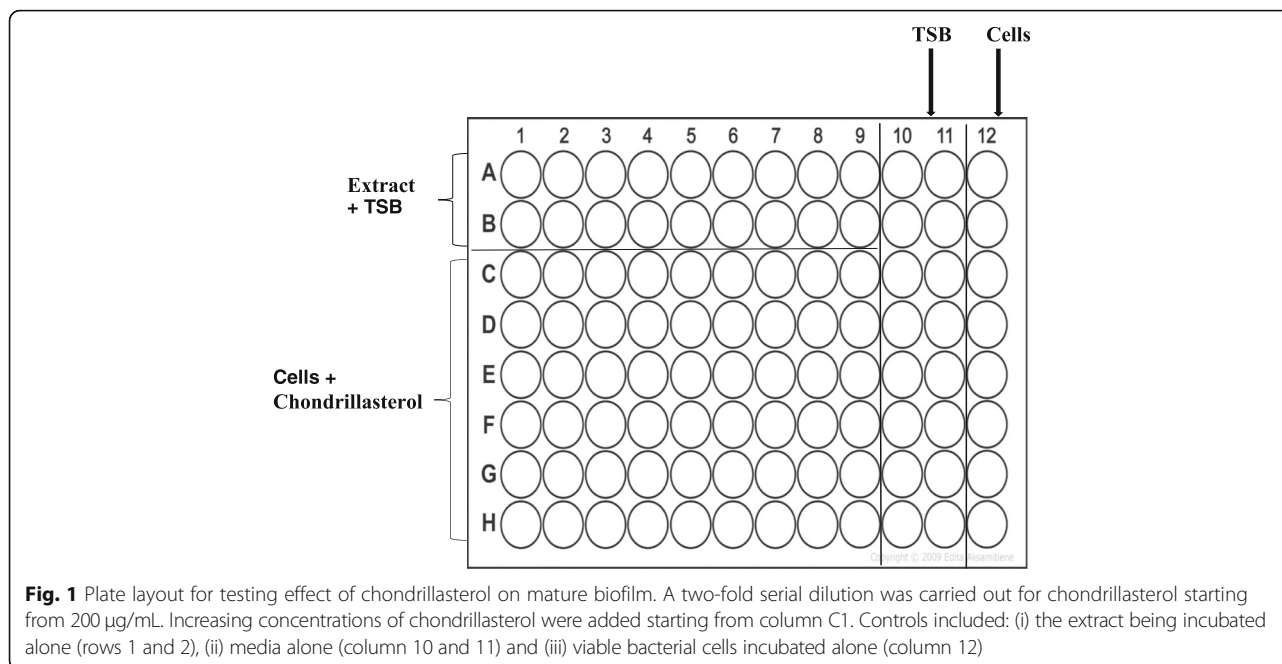 TSB Cells
1 2 3 4 5 6 7 8 9 10 11 12
A
Extract
+ TSB
B
C
D
E
Cells +
Chondrillasterol
F
G
H
Copyright © 2009 Edita Aksamitiene
Fig. 1 Plate layout for testing effect of chondrillasterol on mature biofilm. A two-fold serial dilution was carried out for chondrillasterol starting
from 200 μg/mL. Increasing concentrations of chondrillasterol were added starting from column C1. Controls included: (i) the extract being incubated
alone (rows 1 and 2), (ii) media alone (column 10 and 11) and (iii) viable bacterial cells incubated alone (column 12)